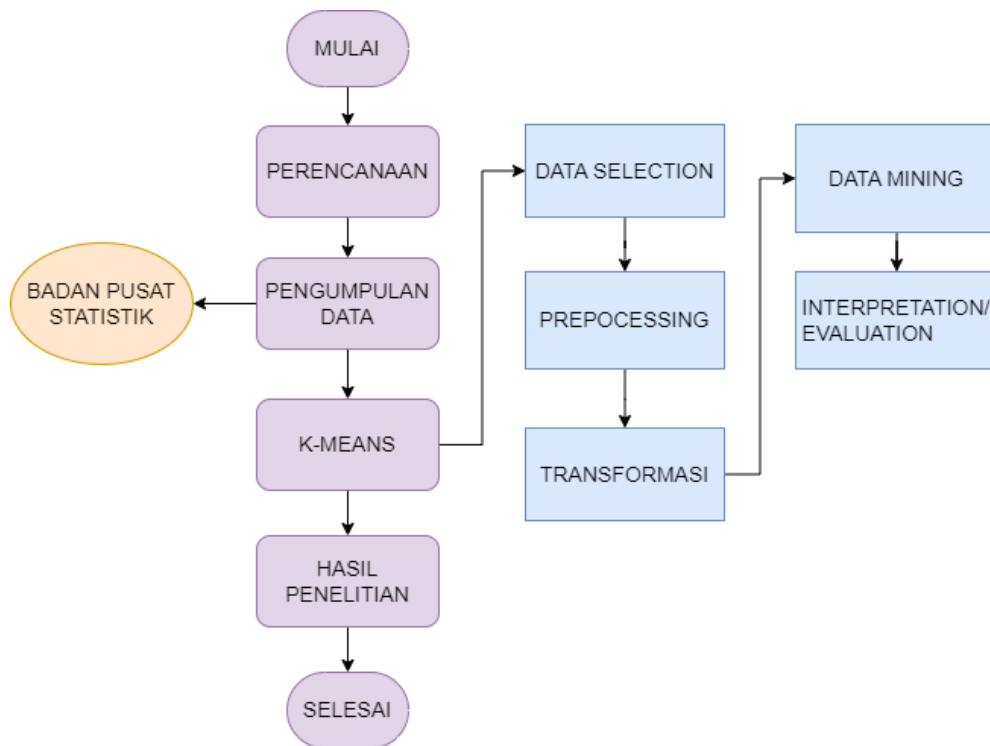 MULAI
PERENCANAAN
BADAN PUSAT
STATISTIK
PENGUMPULAN
DATA
K-MEANS
HASIL
PENELITIAN
SELESAI
DATA SELECTION
PREPOCESSING
TRANSFORMASI
DATA MINING
INTERPRETATION/
EVALUATION